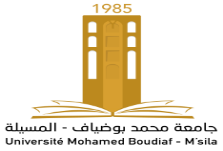 1985
جامعة محمد بوضياف - المسيلة
Université Mohamed Boudiaf - M'sila